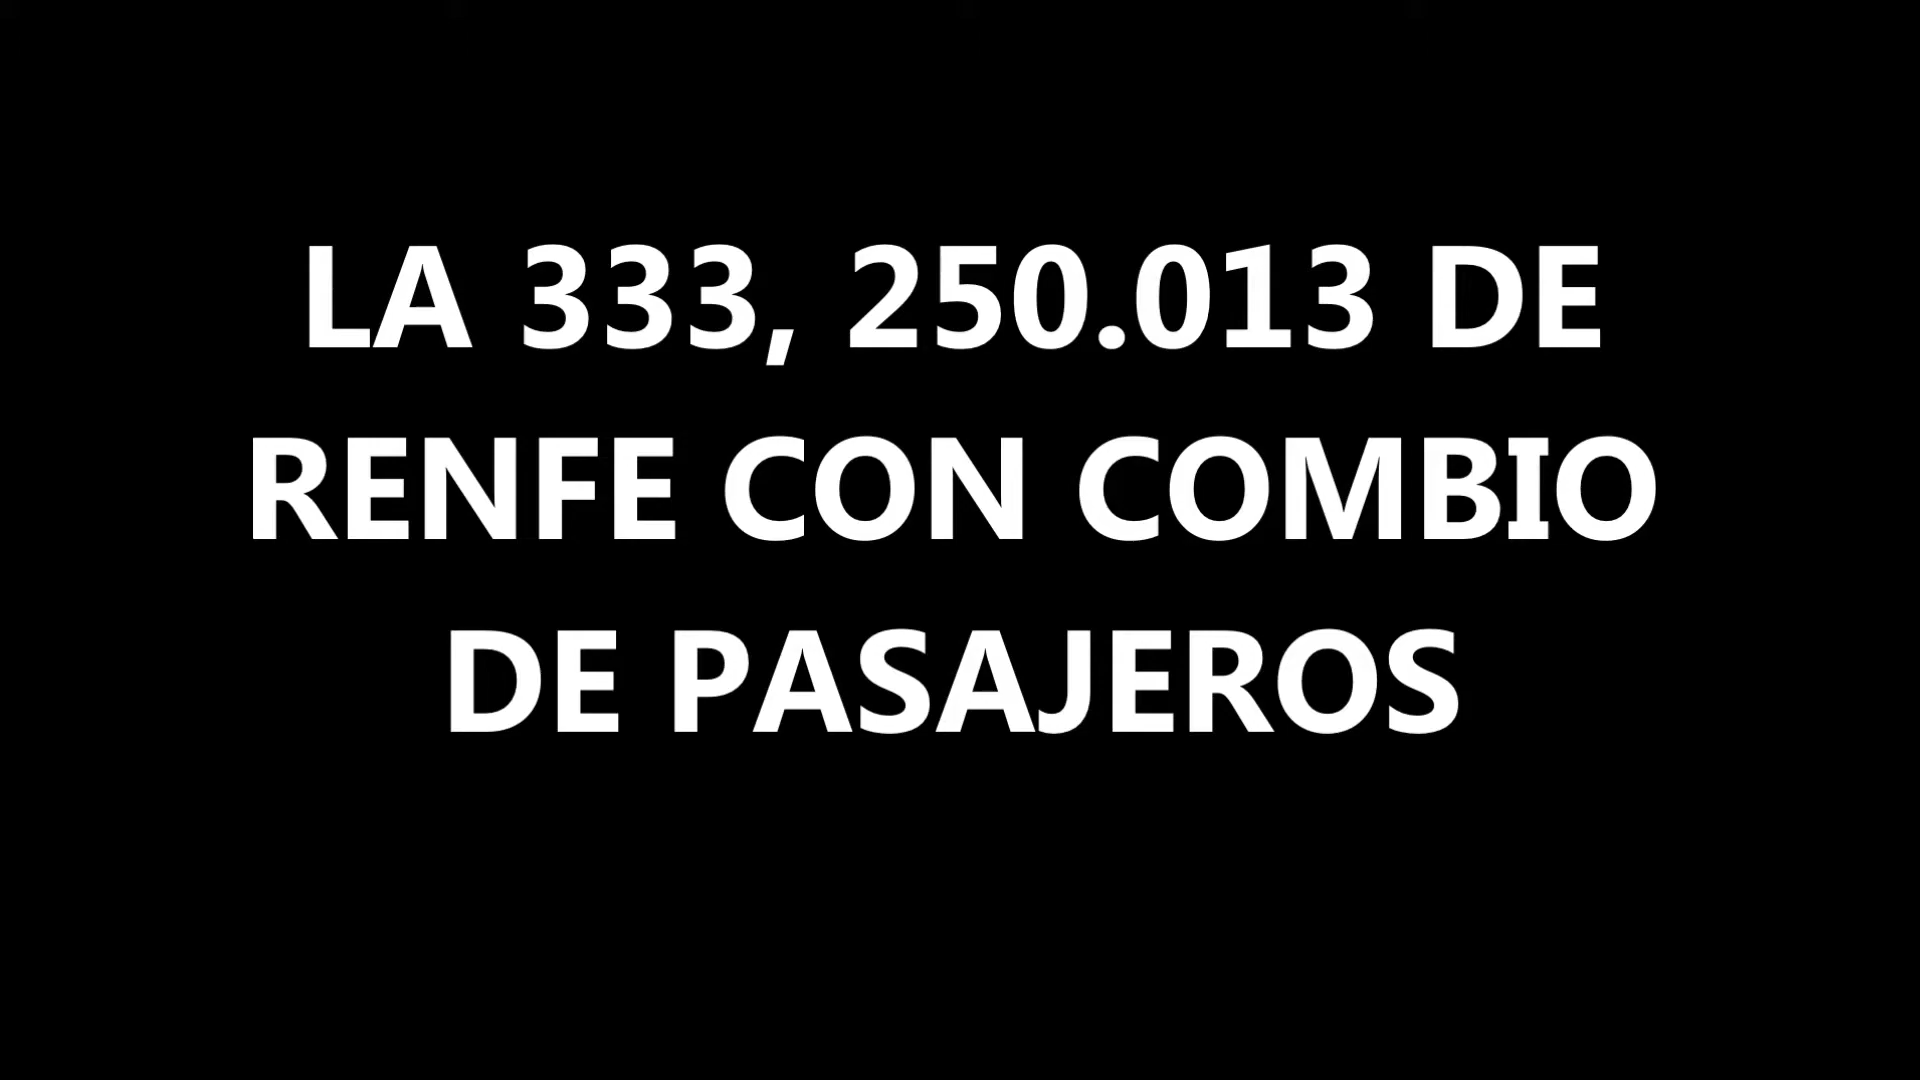 LA 333, 250.013 DE
RENFE CON COMBIO
DE PASAJEROS